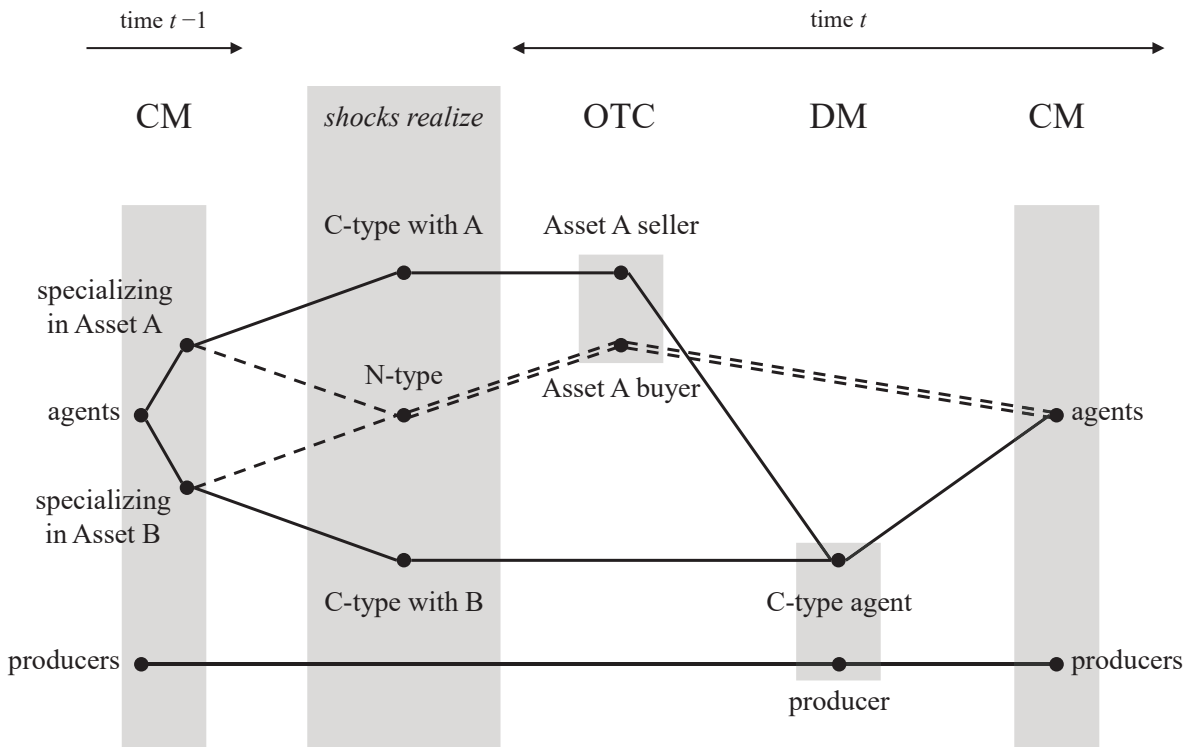 time t −1
time t
CM
shocks realize
OTC
DM
CM
C-type with A
Asset A seller
specializing
in Asset A
N-type
Asset A buyer
agents
agents
specializing
in Asset B
C-type with B
C-type agent
producers
producers
producer